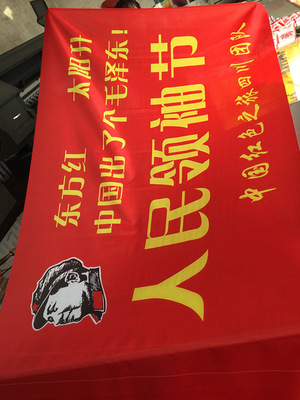 东方红 太阳升
中国出了个毛泽东!
人民领袖节
中国红色之旅四川团队